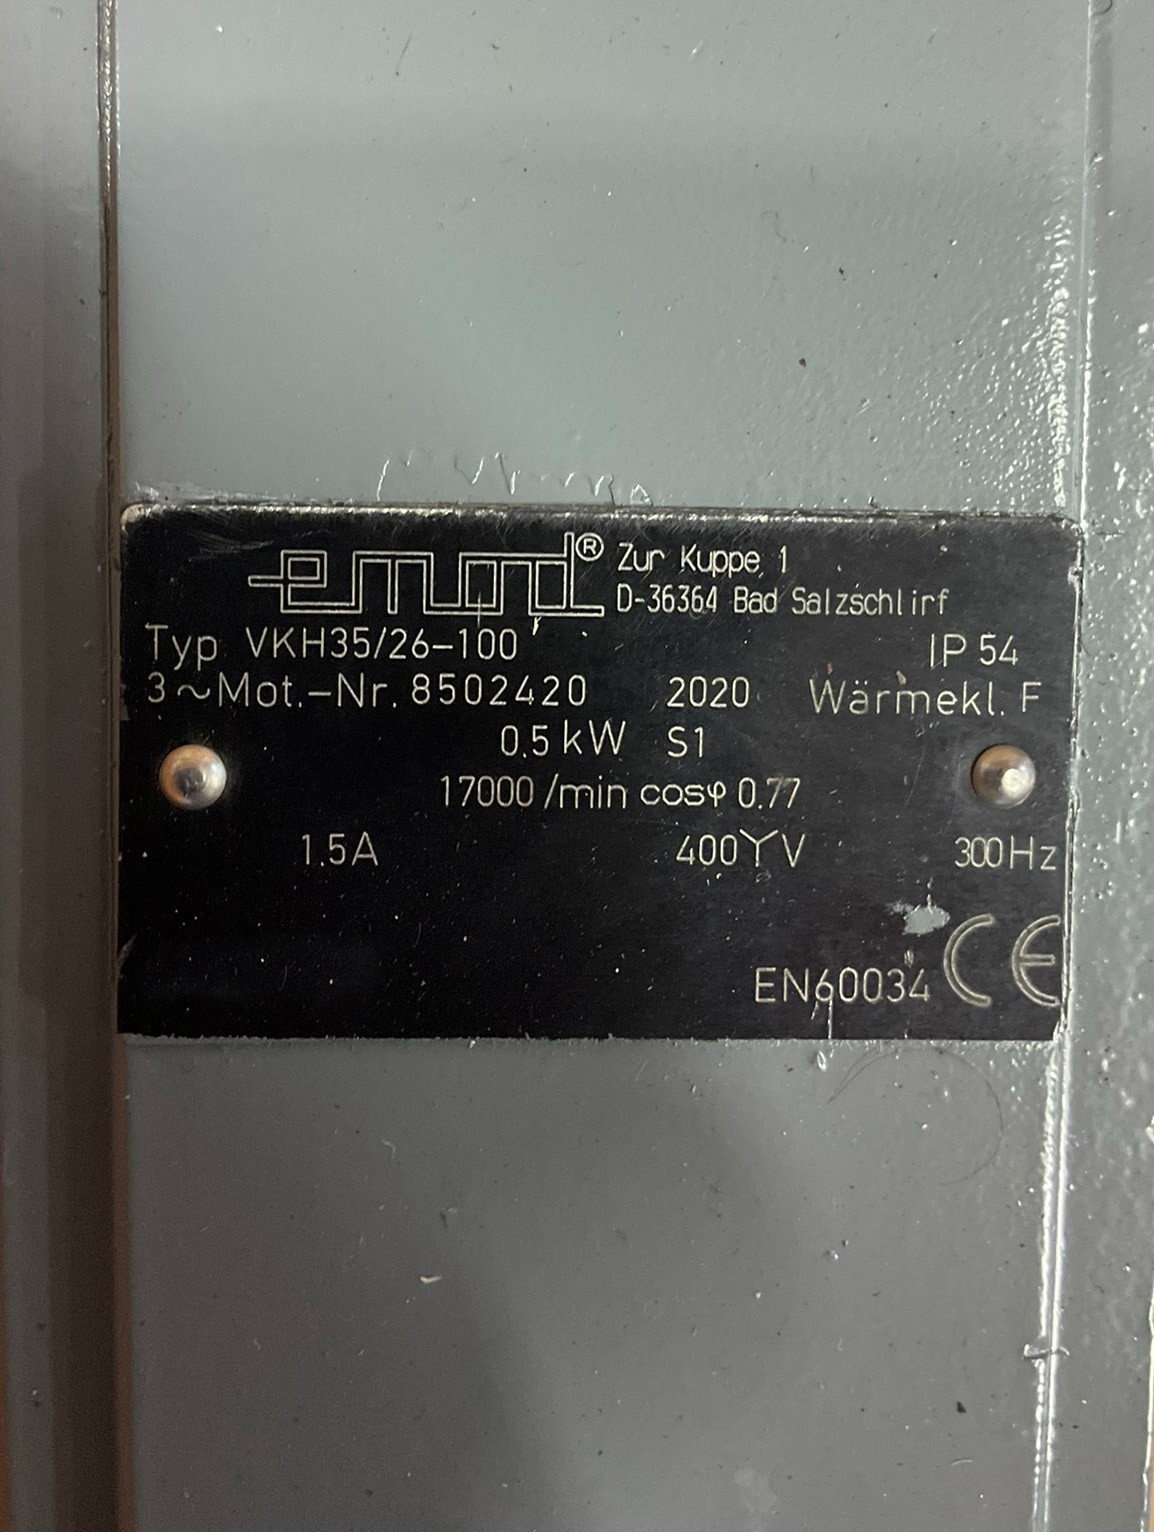 emod® Zur Kuppe 1
D-36364 Bad Salzschlirf
Typ VKH35/26-100 IP 54
3~Mot.-Nr. 8502420 2020 Wärmekl. F
0.5 kW S1
17000 /min cosφ 0.77
1.5A 400YV 300Hz
EN60034 CE